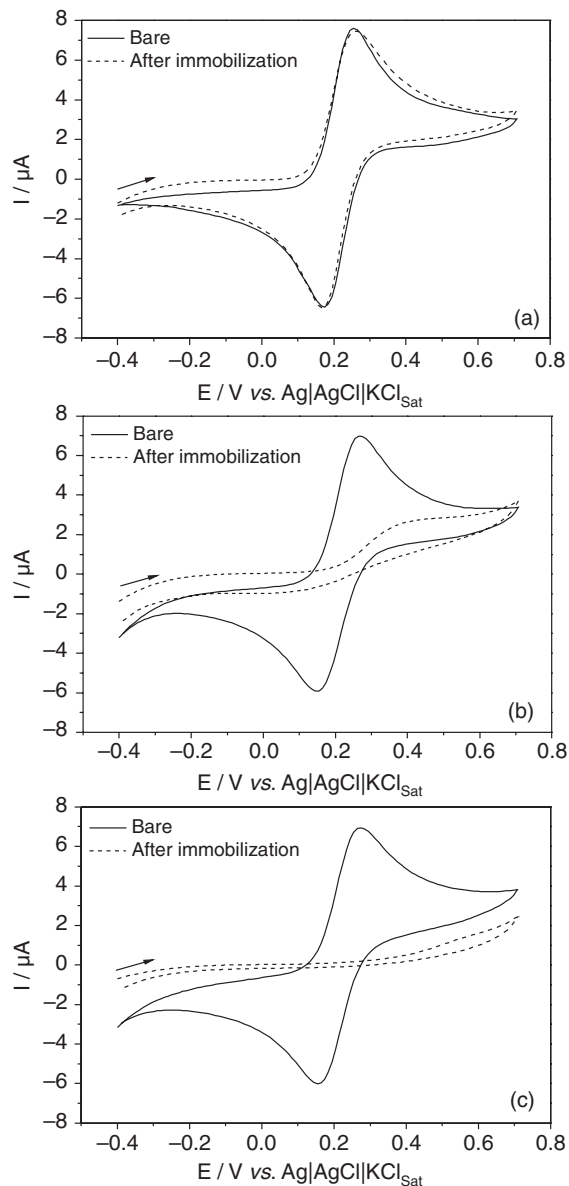 8
Bare
6
After immobilization
4
2
0
−2
−4
−6
−8
I / µA
(a)
−0.4 −0.2 0.0 0.2 0.4 0.6 0.8
E / V vs. Ag|AgCl|KClSat
8
Bare
6
After immobilization
4
2
0
−2
−4
−6
−8
I / µA
(b)
−0.4 −0.2 0.0 0.2 0.4 0.6 0.8
E / V vs. Ag|AgCl|KClSat
8
Bare
6
After immobilization
4
2
0
−2
−4
−6
−8
I / µA
(c)
−0.4 −0.2 0.0 0.2 0.4 0.6 0.8
E / V vs. Ag|AgCl|KClSat